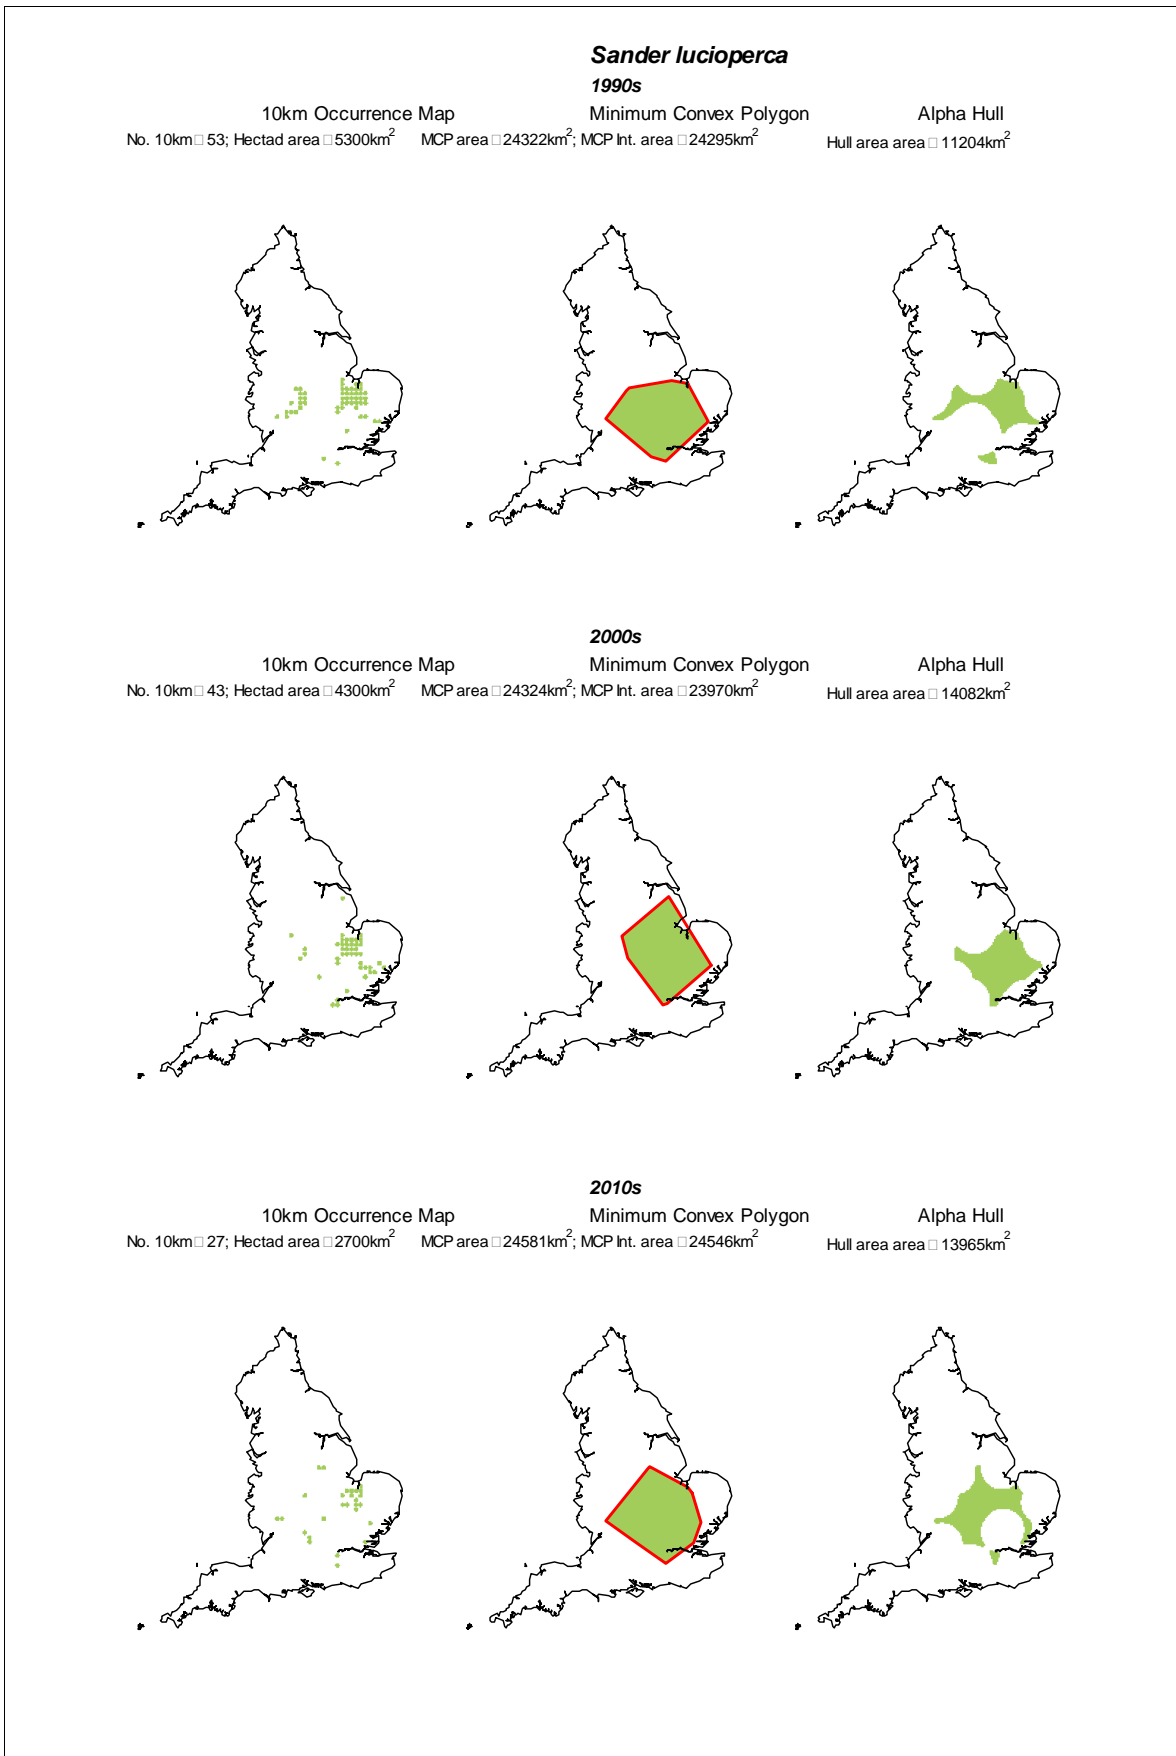 Sander lucioperca
1990s
10km Occurrence Map Minimum Convex Polygon Alpha Hull
No. 10km □ 53; Hectad area □ 5300km² MCP area □ 24322km²; MCP Int. area □ 24295km² Hull area area □ 11204km²
2000s
10km Occurrence Map Minimum Convex Polygon Alpha Hull
No. 10km □ 43; Hectad area □ 4300km² MCP area □ 24324km²; MCP Int. area □ 23970km² Hull area area □ 14082km²
2010s
10km Occurrence Map Minimum Convex Polygon Alpha Hull
No. 10km □ 27; Hectad area □ 2700km² MCP area □ 24581km²; MCP Int. area □ 24546km² Hull area area □ 13965km²